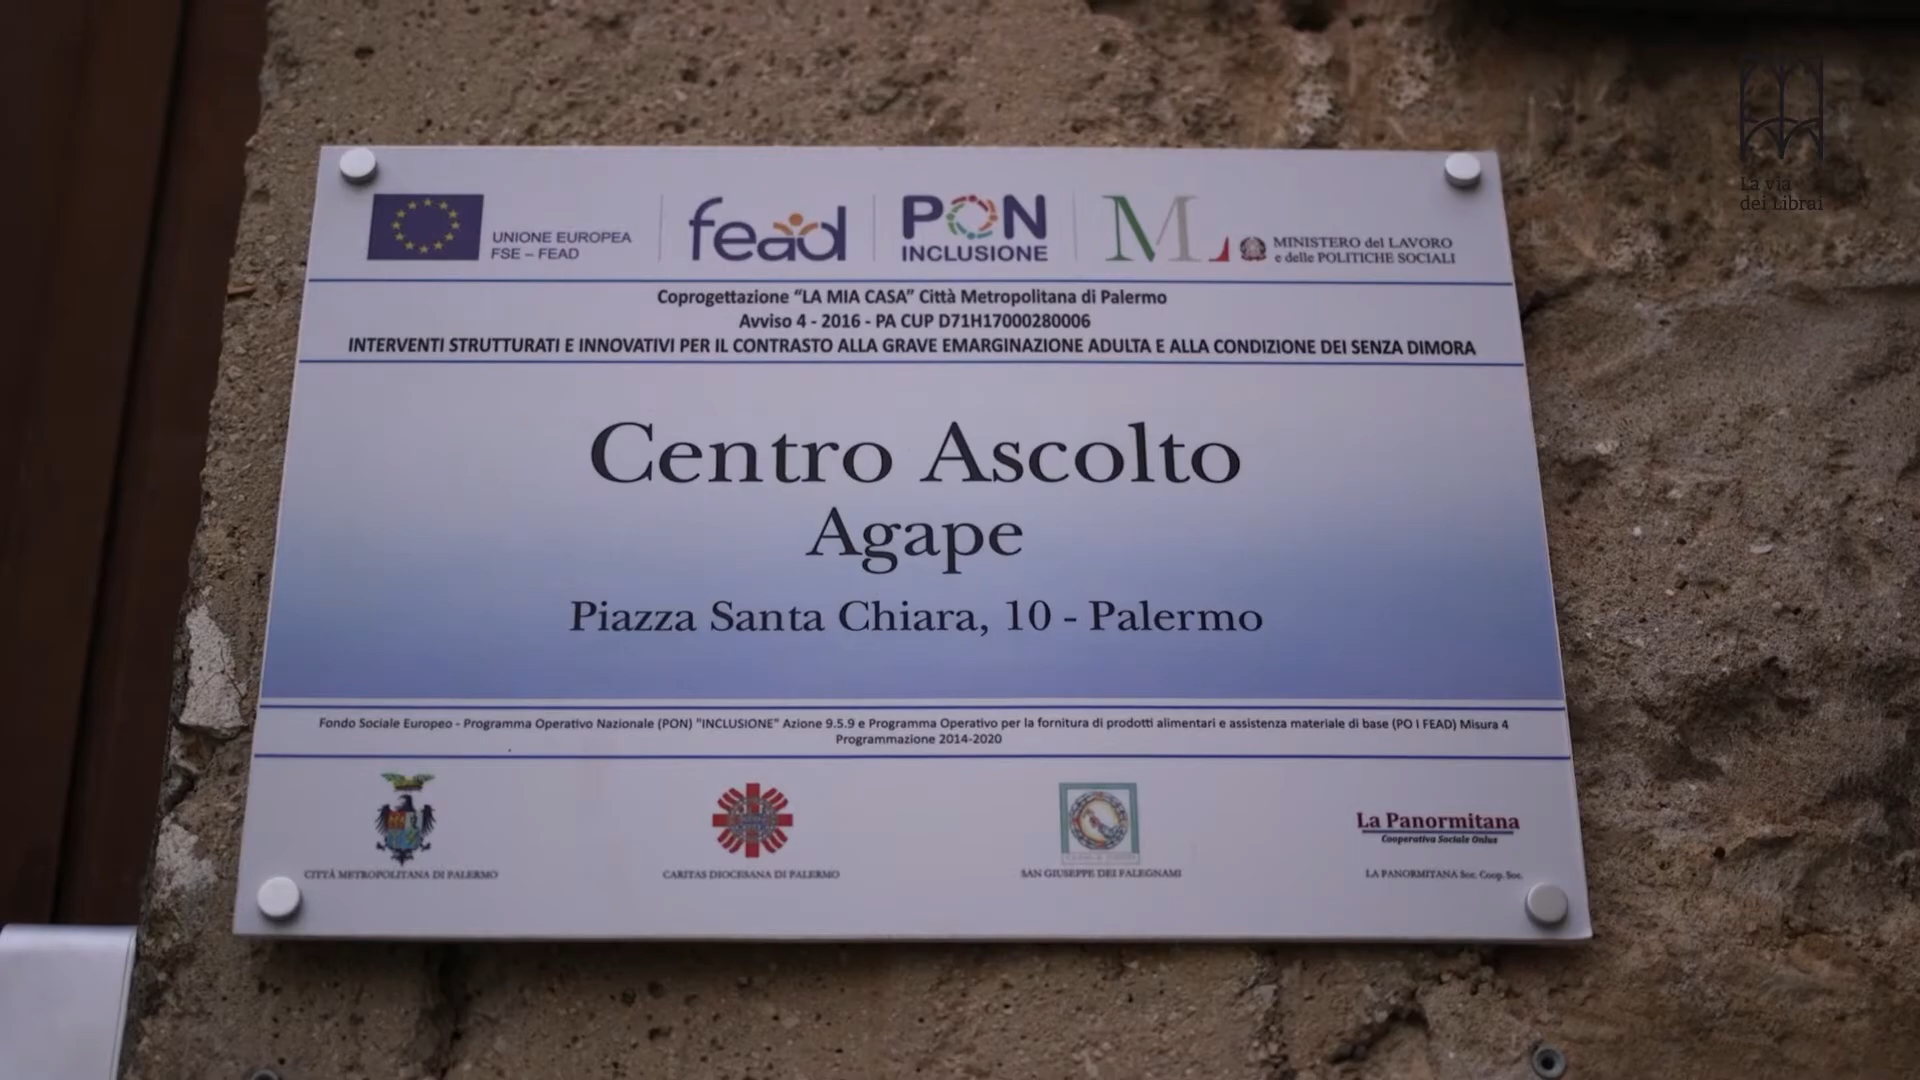 La via
dei Librai
UNIONE EUROPEA
FSE – FEAD
fead
PON
INCLUSIONE
ML
MINISTERO del LAVORO
e delle POLITICHE SOCIALI
Coprogettazione “LA MIA CASA” Città Metropolitana di Palermo
Avviso 4 - 2016 - PA CUP D71H17000280006
INTERVENTI STRUTTURATI E INNOVATIVI PER IL CONTRASTO ALLA GRAVE EMARGINAZIONE ADULTA E ALLA CONDIZIONE DEI SENZA DIMORA
Centro Ascolto
Agape
Piazza Santa Chiara, 10 - Palermo
Fondo Sociale Europeo - Programma Operativo Nazionale (PON) "INCLUSIONE" Azione 9.5.9 e Programma Operativo per la fornitura di prodotti alimentari e assistenza materiale di base (PO I FEAD) Misura 4
Programmazione 2014-2020
CITTÀ METROPOLITANA DI PALERMO
CARITAS DIOCESANA DI PALERMO
SAN GIUSEPPE DEI FALEGNAMI
La Panormitana
Cooperativa Sociale Onlus
LA PANORMITANA Soc. Coop. Soc.